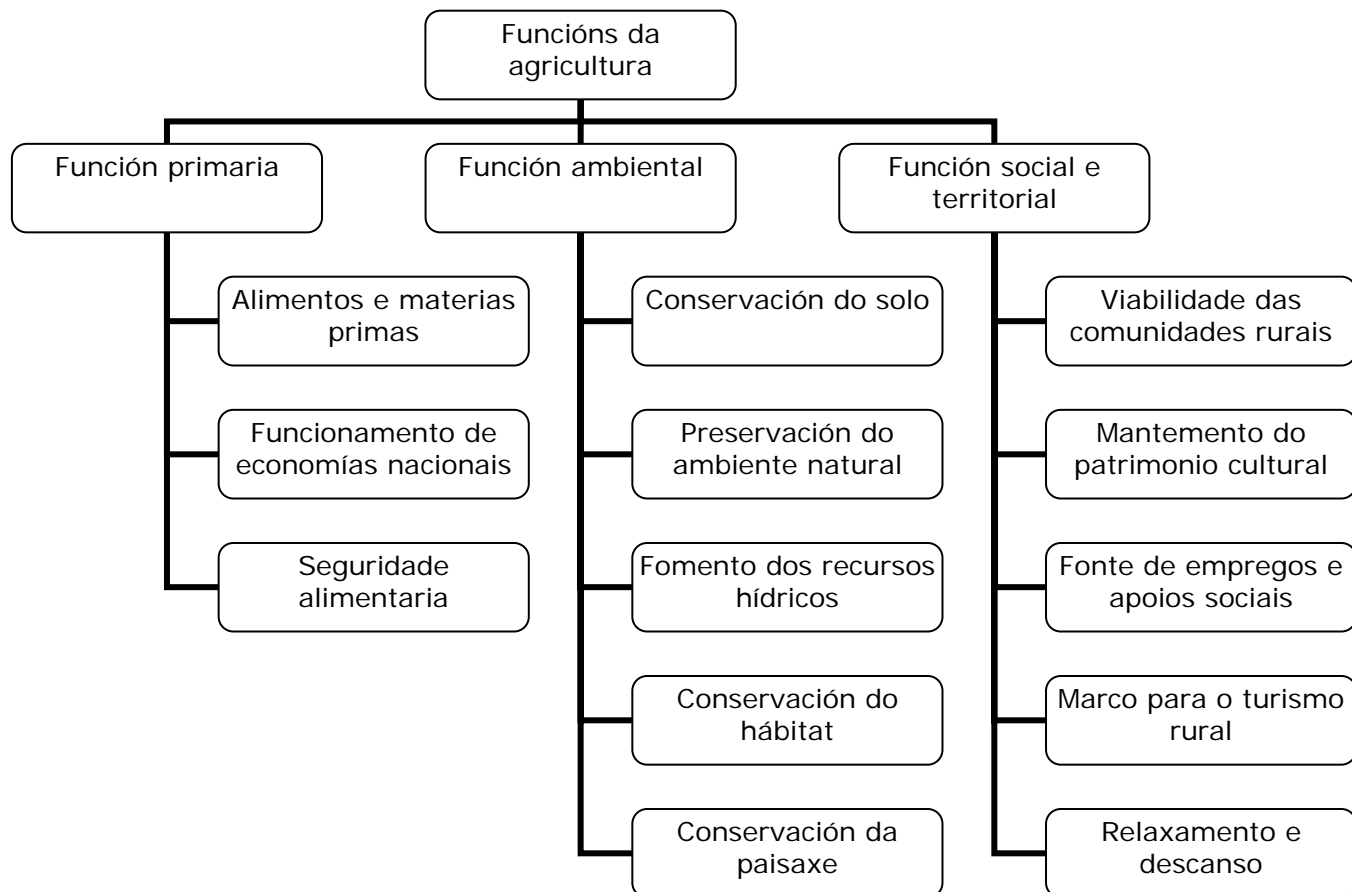 Funcións da
agricultura
Función primaria
Función ambiental
Función social e
territorial
Alimentos e materias
primas
Funcionamento de
economías nacionais
Seguridade
alimentaria
Conservación do solo
Preservación do
ambiente natural
Fomento dos recursos
hídricos
Conservación do
hábitat
Conservación da
paisaxe
Viabilidade das
comunidades rurais
Mantemento do
patrimonio cultural
Fonte de empregos e
apoios sociais
Marco para o turismo
rural
Relaxamento e
descanso